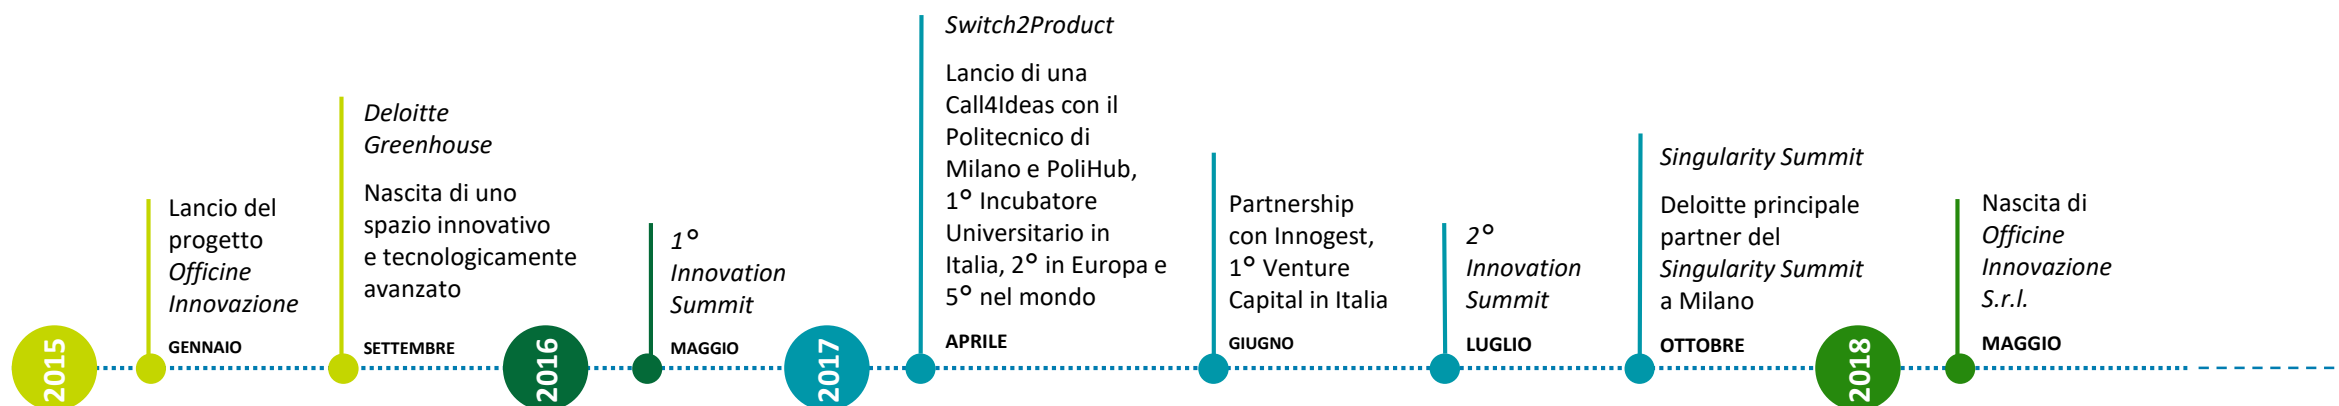 2015
Lancio del
progetto
Officine
Innovazione
GENNAIO
Deloitte
Greenhouse
Nascita di uno
spazio innovativo
e tecnologicamente
avanzato
SETTEMBRE
2016
1°
Innovation
Summit
MAGGIO
2017
Switch2Product
Lancio di una
Call4Ideas con il
Politecnico di
Milano e PoliHub,
1° Incubatore
Universitario in
Italia, 2° in Europa e
5° nel mondo
APRILE
Partnership
con Innogest,
1° Venture
Capital in Italia
GIUGNO
2°
Innovation
Summit
LUGLIO
Singularity Summit
Deloitte principale
partner del
Singularity Summit
a Milano
OTTOBRE
2018
Nascita di
Officine
Innovazione
S.r.l.
MAGGIO